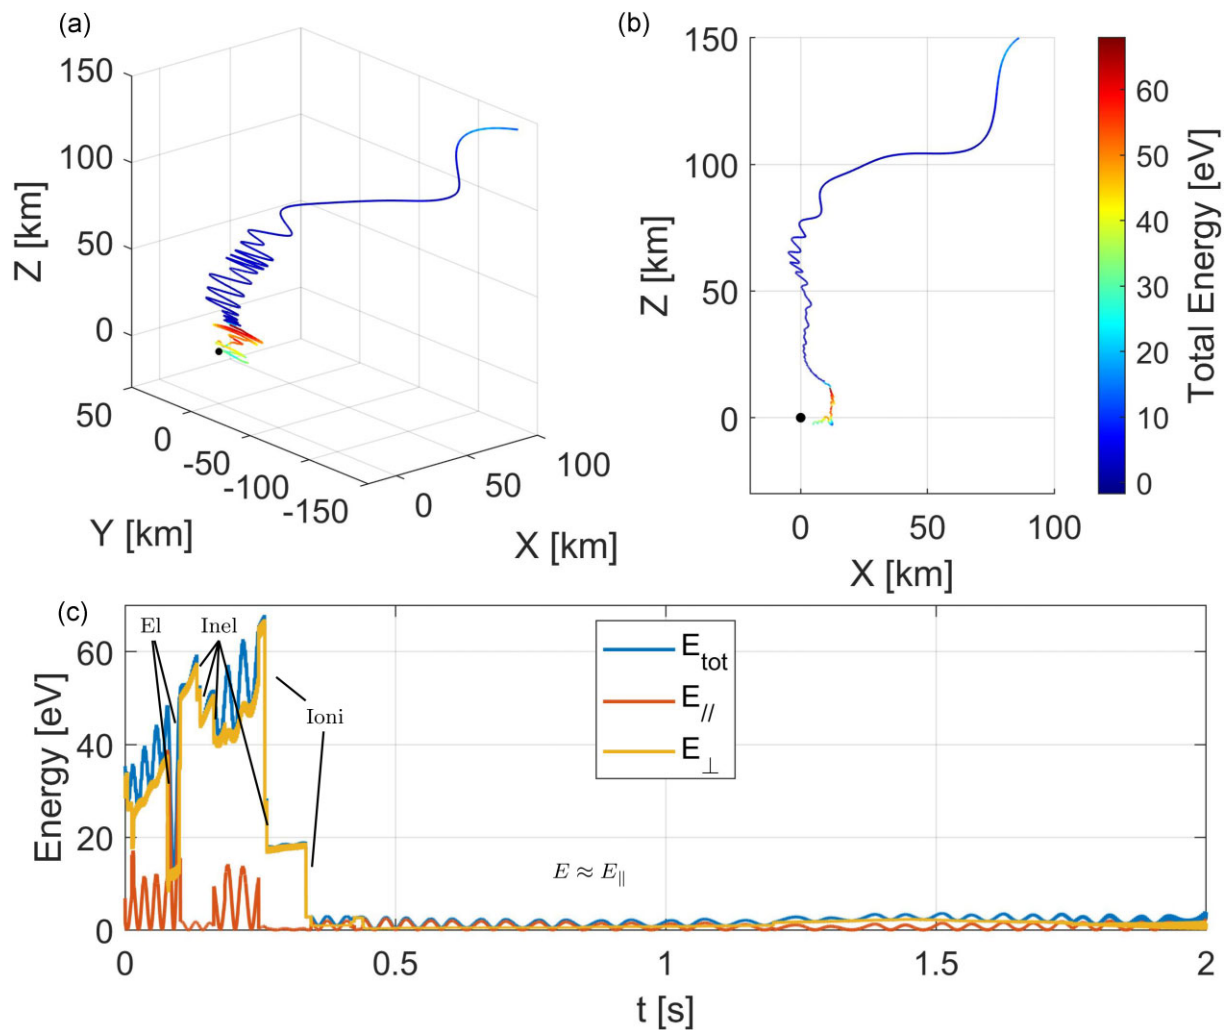 (a)
150
100
50
0
Z [km]
50
0
-50
-100
-150
Y [km]
0
50
100
X [km]
(b)
150
100
50
0
Z [km]
0
50
100
X [km]
60
50
40
30
20
10
0
Total Energy [eV]
(c)
60
40
20
0
Energy [eV]
El
Inel
Ioni
E_tot
E_//
E_⊥
E ≈ E_∥
0
0.5
1
1.5
2
t [s]